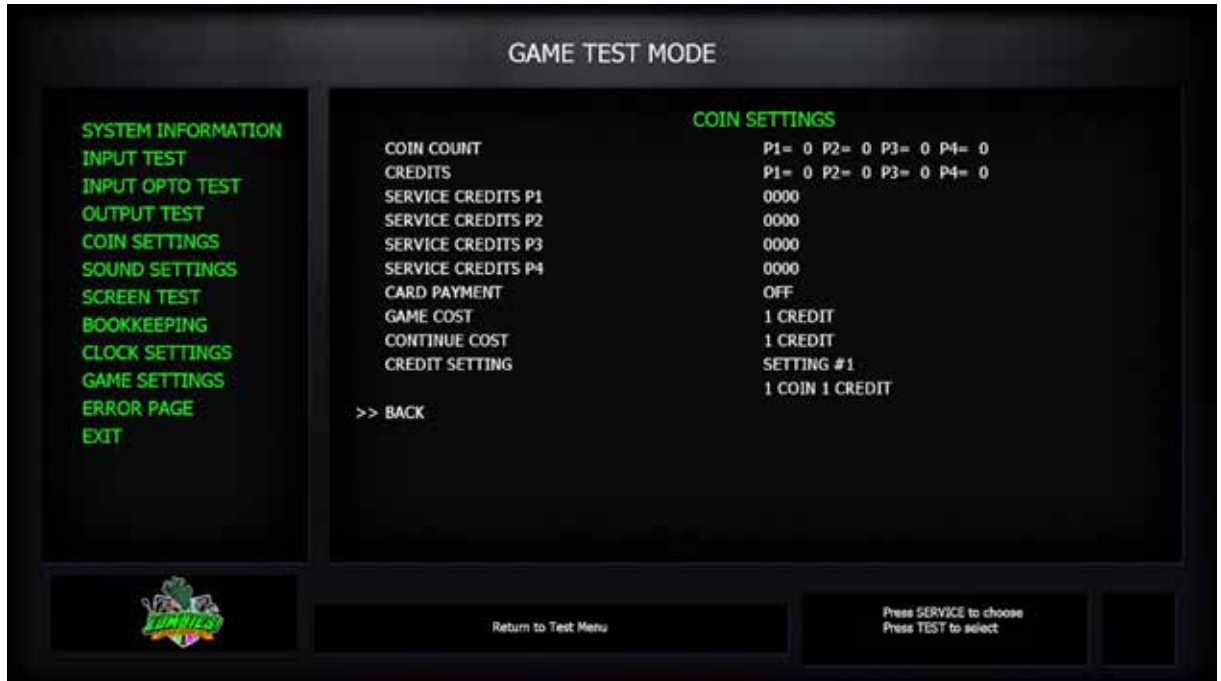 GAME TEST MODE
SYSTEM INFORMATION
INPUT TEST
INPUT OPTO TEST
OUTPUT TEST
COIN SETTINGS
SOUND SETTINGS
SCREEN TEST
BOOKKEEPING
CLOCK SETTINGS
GAME SETTINGS
ERROR PAGE
EXIT
COIN SETTINGS
COIN COUNT P1= 0 P2= 0 P3= 0 P4= 0
CREDITS P1= 0 P2= 0 P3= 0 P4= 0
SERVICE CREDITS P1 0000
SERVICE CREDITS P2 0000
SERVICE CREDITS P3 0000
SERVICE CREDITS P4 0000
CARD PAYMENT OFF
GAME COST 1 CREDIT
CONTINUE COST 1 CREDIT
CREDIT SETTING SETTING #1
1 COIN 1 CREDIT
>> BACK
Return to Test Menu
Press SERVICE to choose
Press TEST to select